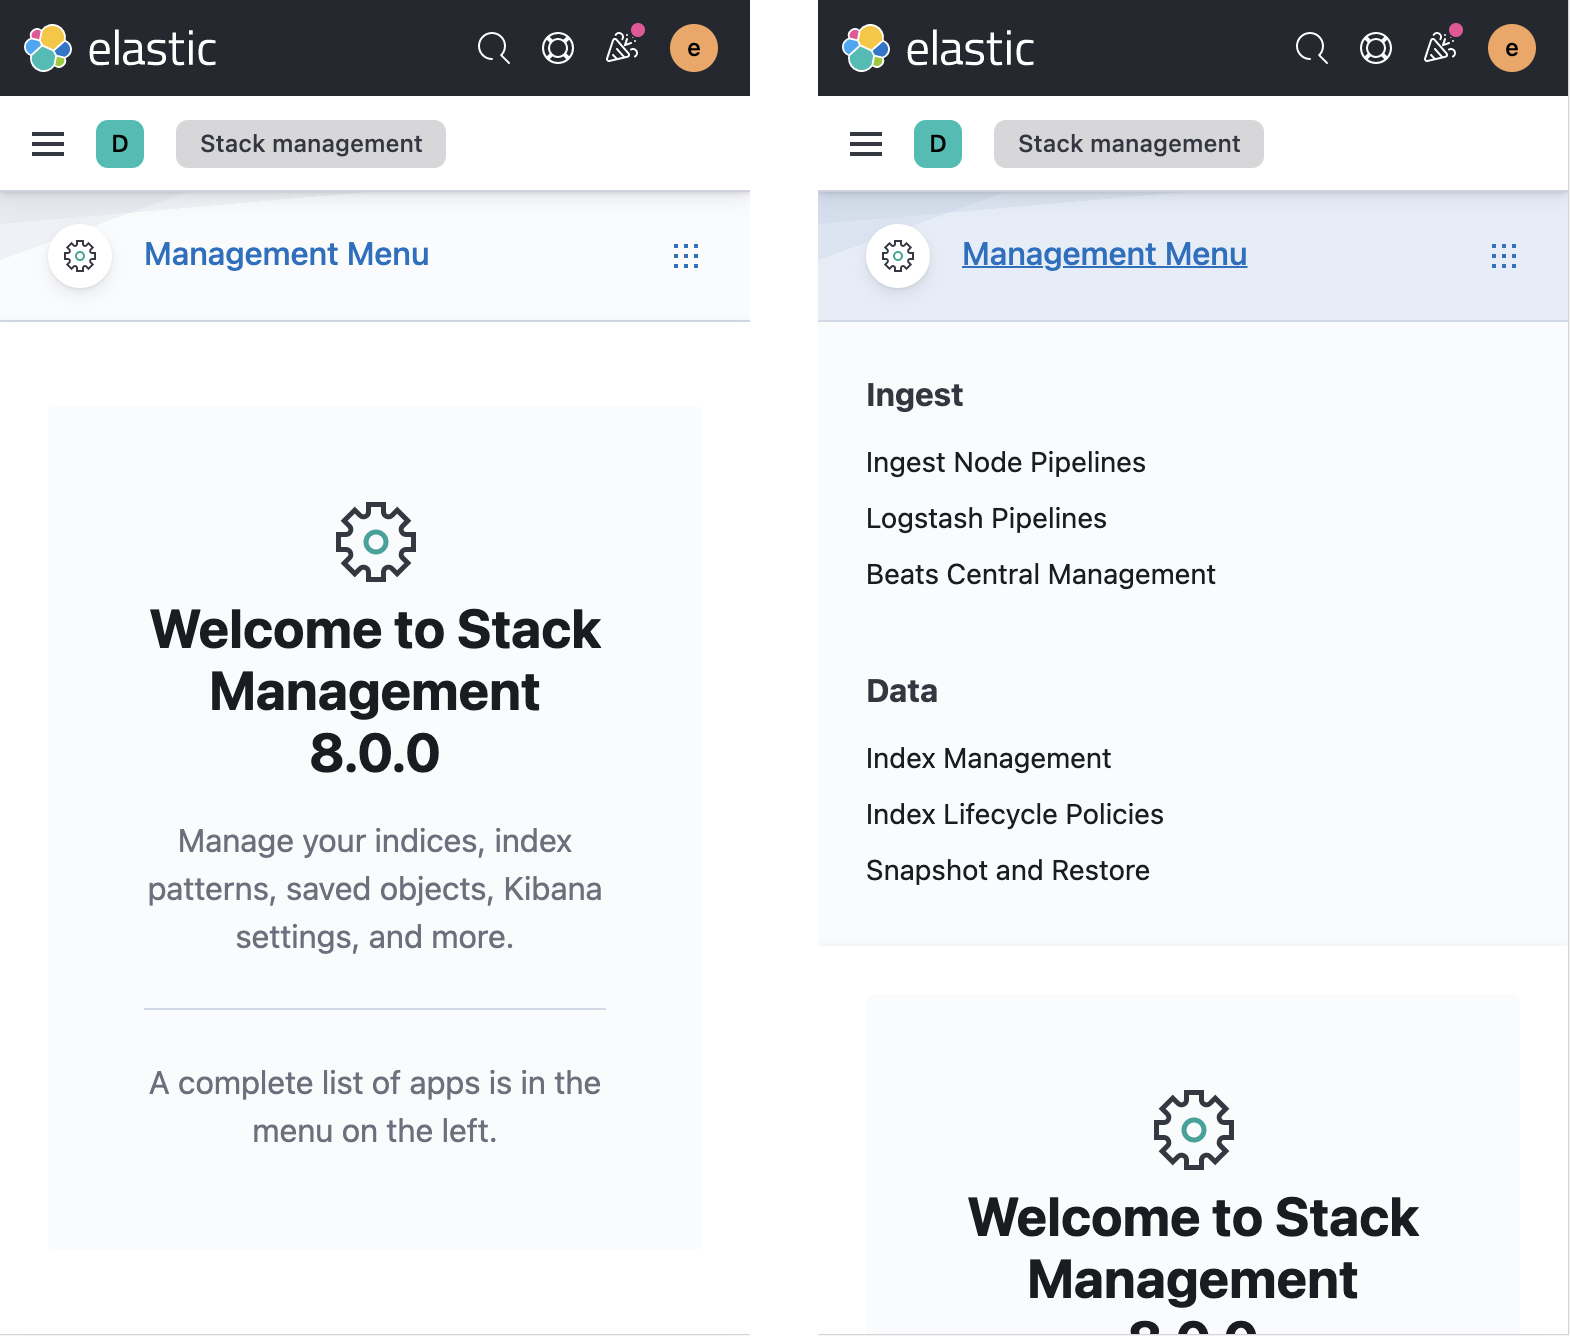 elastic
e
D
Stack management
Management Menu
Welcome to Stack
Management
8.0.0
Manage your indices, index
patterns, saved objects, Kibana
settings, and more.
A complete list of apps is in the
menu on the left.
elastic
e
D
Stack management
Management Menu
Ingest
Ingest Node Pipelines
Logstash Pipelines
Beats Central Management
Data
Index Management
Index Lifecycle Policies
Snapshot and Restore
Welcome to Stack
Management
8.0.0